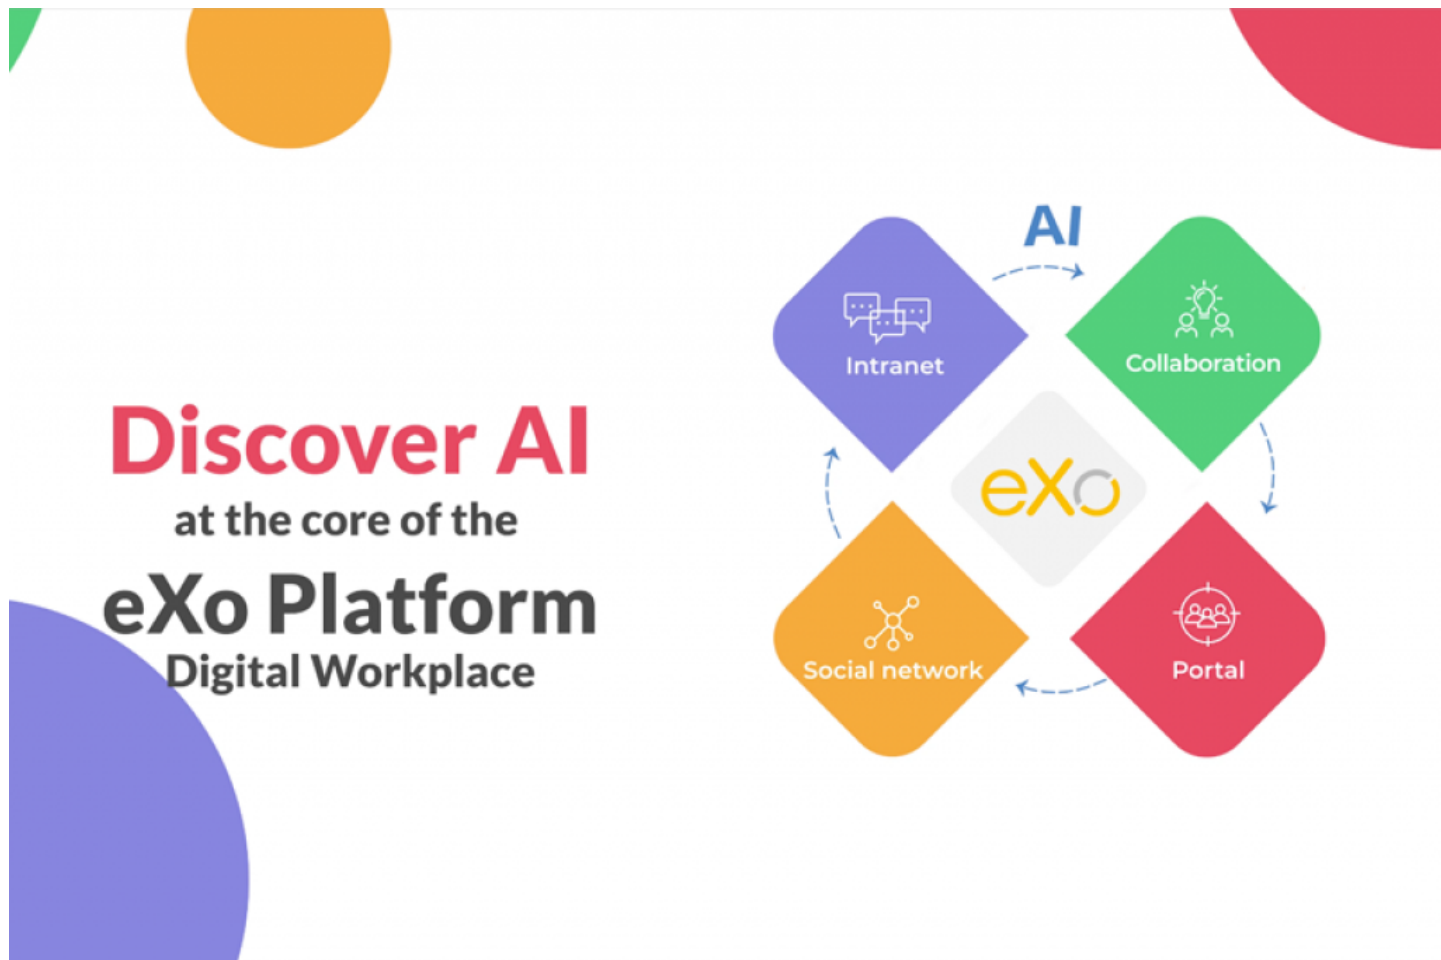 Discover AI
at the core of the
eXo Platform
Digital Workplace
AI
Intranet
Collaboration
eXo
Social network
Portal